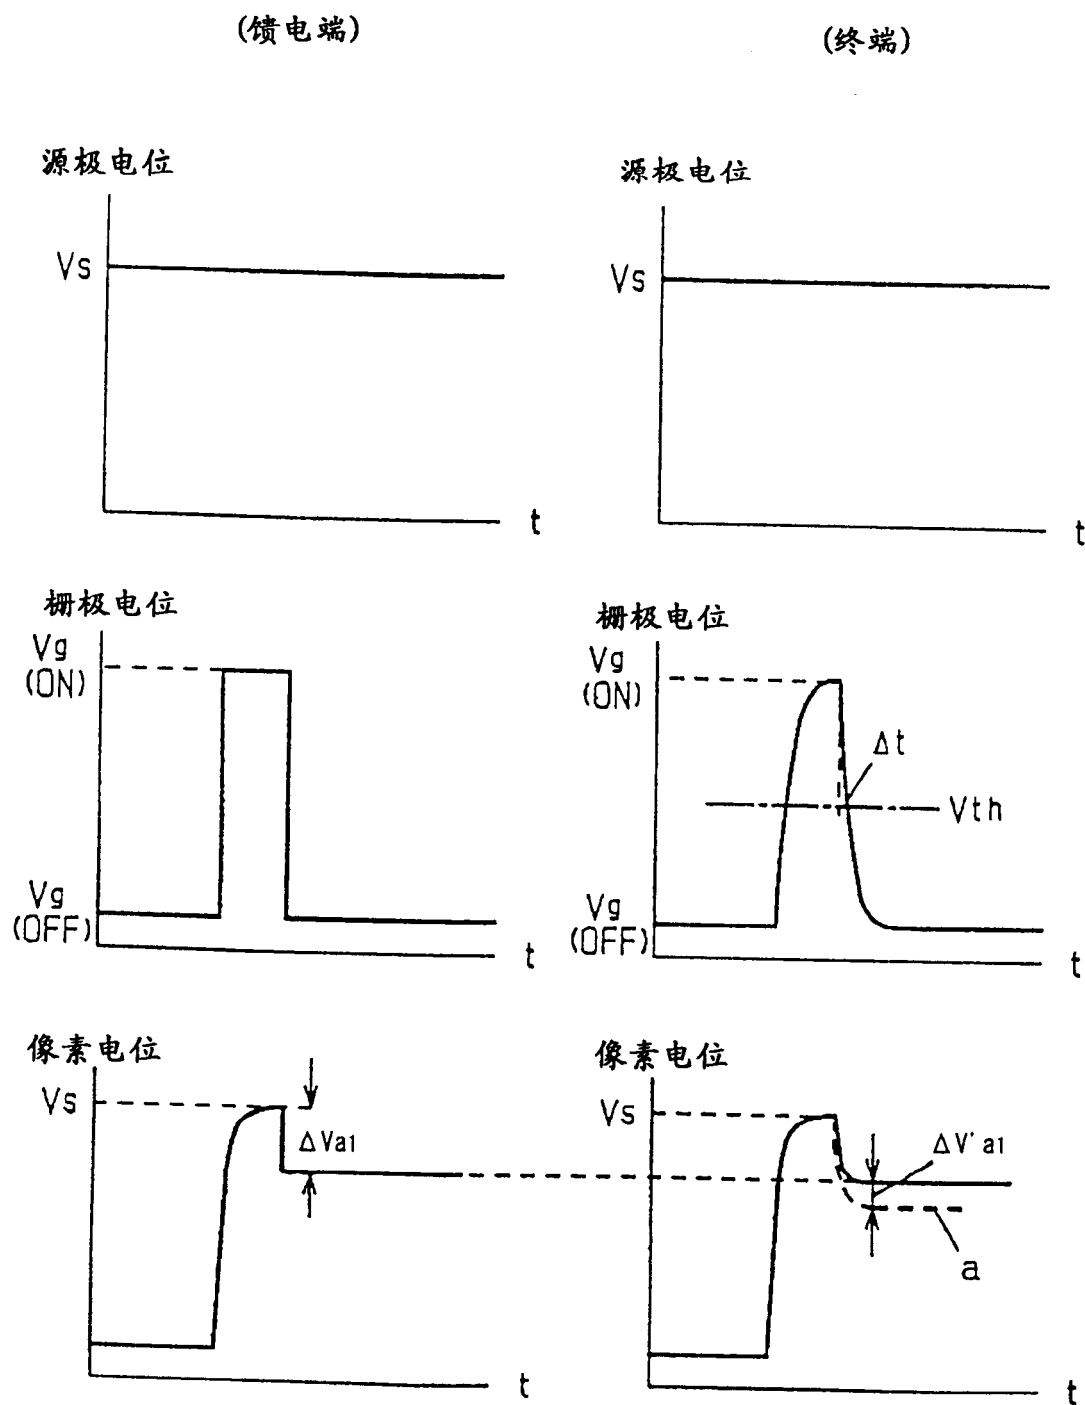 (馈电端)
(终端)
源极电位
Vs
t
源极电位
Vs
t
栅极电位
Vg
(ON)
Vg
(OFF)
t
栅极电位
Vg
(ON)
Δt
Vth
Vg
(OFF)
t
像素电位
Vs
ΔVa1
t
像素电位
Vs
ΔV'a1
a
t